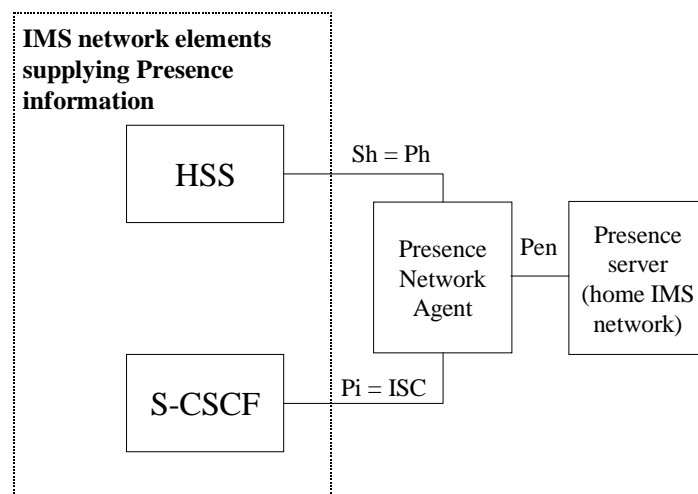 IMS network elements
supplying Presence
information
HSS
Sh = Ph
Presence
Network
Agent
Pen
Presence
server
(home IMS
network)
S-CSCF
Pi = ISC